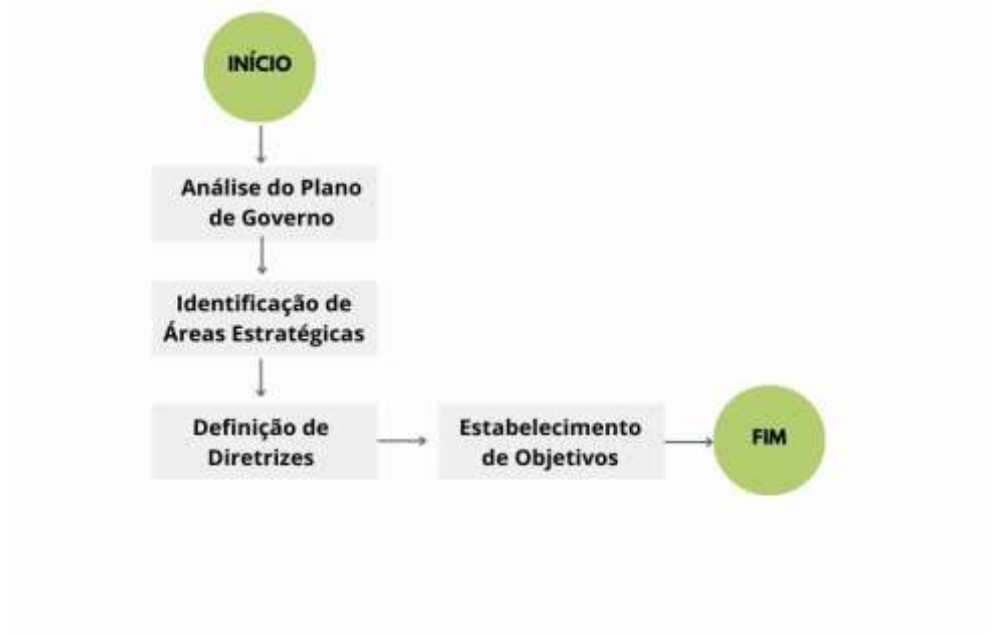 INÍCIO
Análise do Plano
de Governo
Identificação de
Áreas Estratégicas
Definição de
Diretrizes
Estabelecimento
de Objetivos
FIM